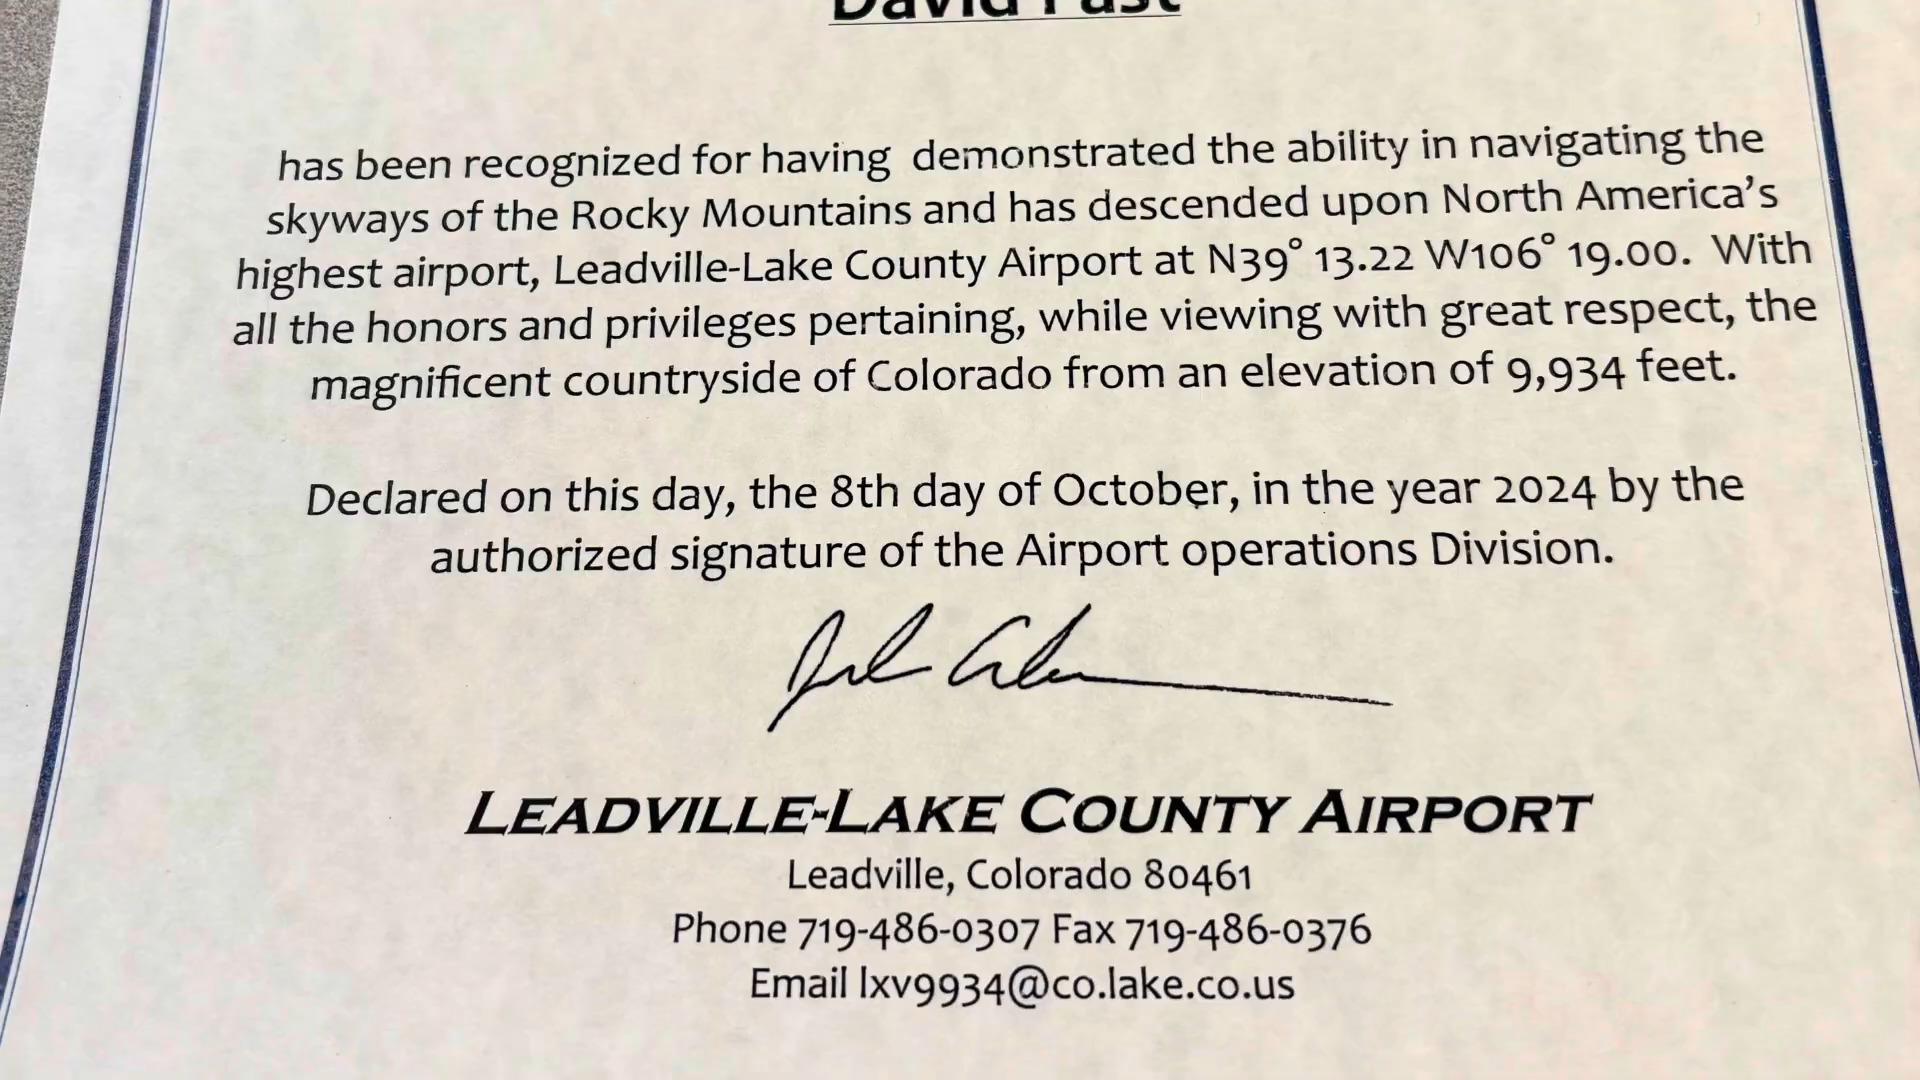 David Fast
has been recognized for having demonstrated the ability in navigating the
skyways of the Rocky Mountains and has descended upon North America's
highest airport, Leadville-Lake County Airport at N39° 13.22 W106° 19.00. With
all the honors and privileges pertaining, while viewing with great respect, the
magnificent countryside of Colorado from an elevation of 9,934 feet.
Declared on this day, the 8th day of October, in the year 2024 by the
authorized signature of the Airport operations Division.
LEADVILLE-LAKE COUNTY AIRPORT
Leadville, Colorado 80461
Phone 719-486-0307 Fax 719-486-0376
Email lxv9934@co.lake.co.us